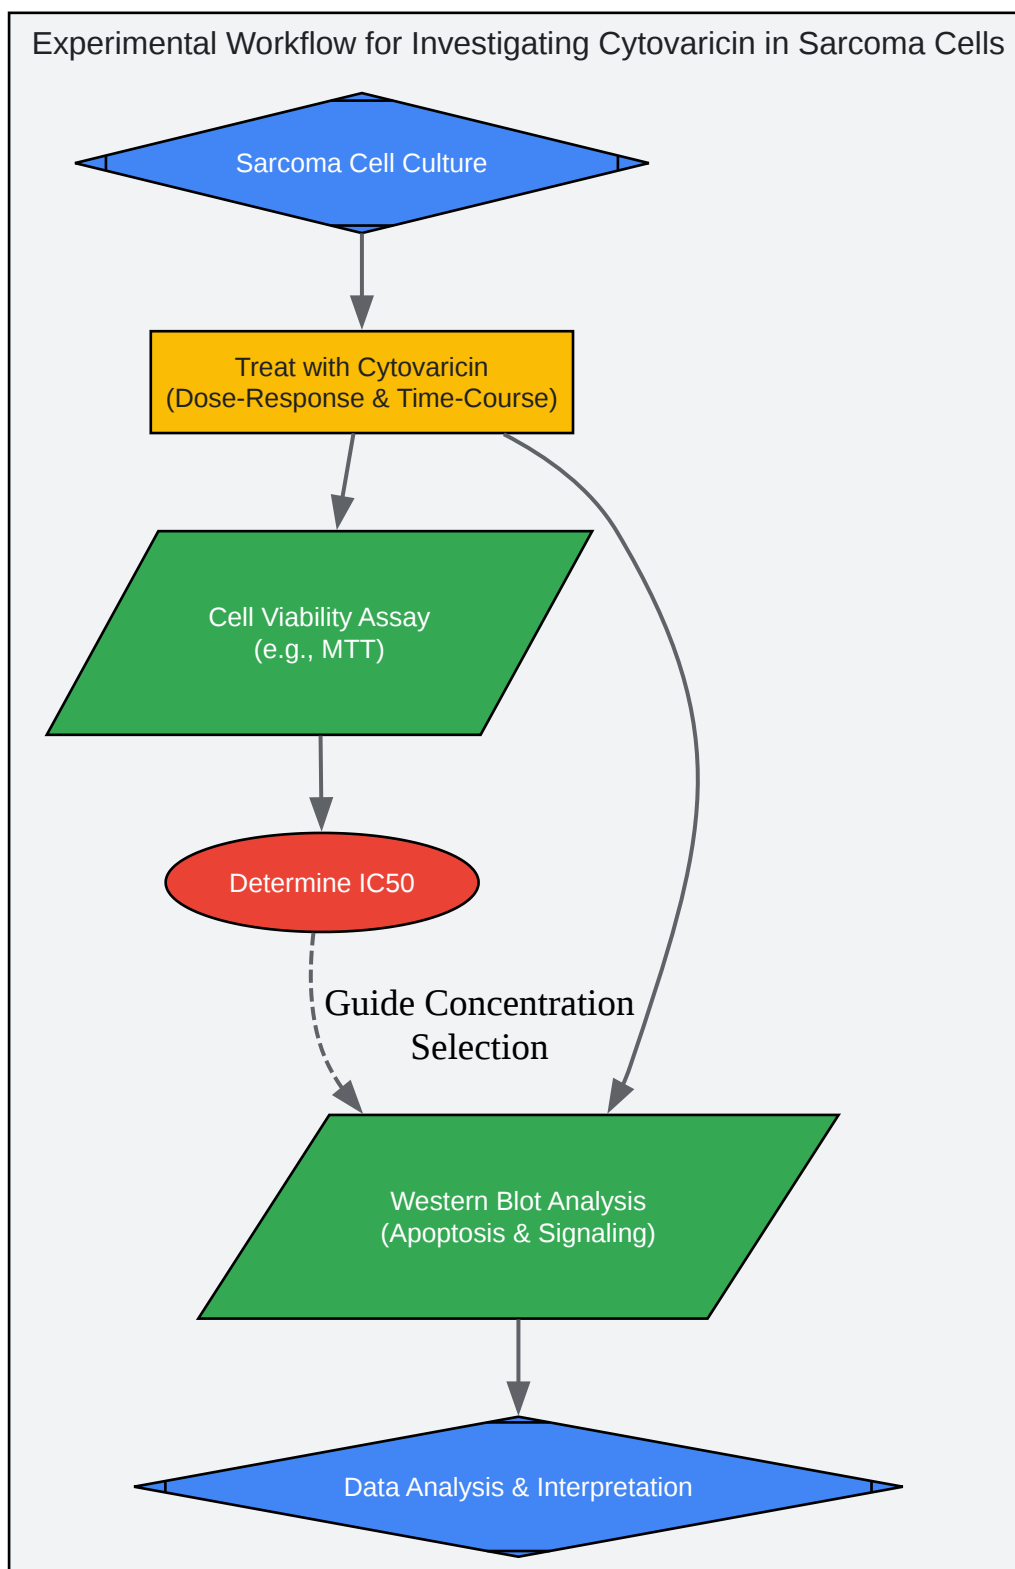 Experimental Workflow for Investigating Cytovaricin in Sarcoma Cells
Sarcoma Cell Culture
Treat with Cytovaricin
(Dose-Response & Time-Course)
Cell Viability Assay
(e.g., MTT)
Determine IC50
Guide Concentration
Selection
Western Blot Analysis
(Apoptosis & Signaling)
Data Analysis & Interpretation